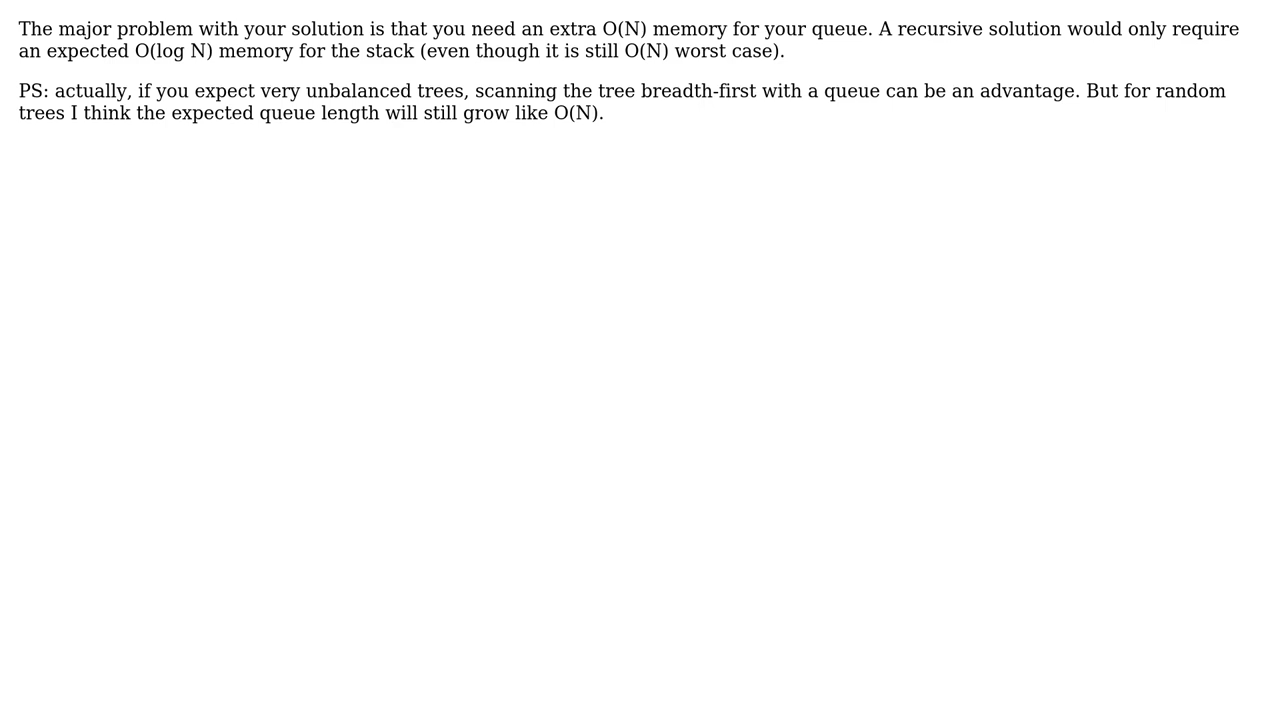 The major problem with your solution is that you need an extra O(N) memory for your queue. A recursive solution would only require
an expected O(log N) memory for the stack (even though it is still O(N) worst case).
PS: actually, if you expect very unbalanced trees, scanning the tree breadth-first with a queue can be an advantage. But for random
trees I think the expected queue length will still grow like O(N).